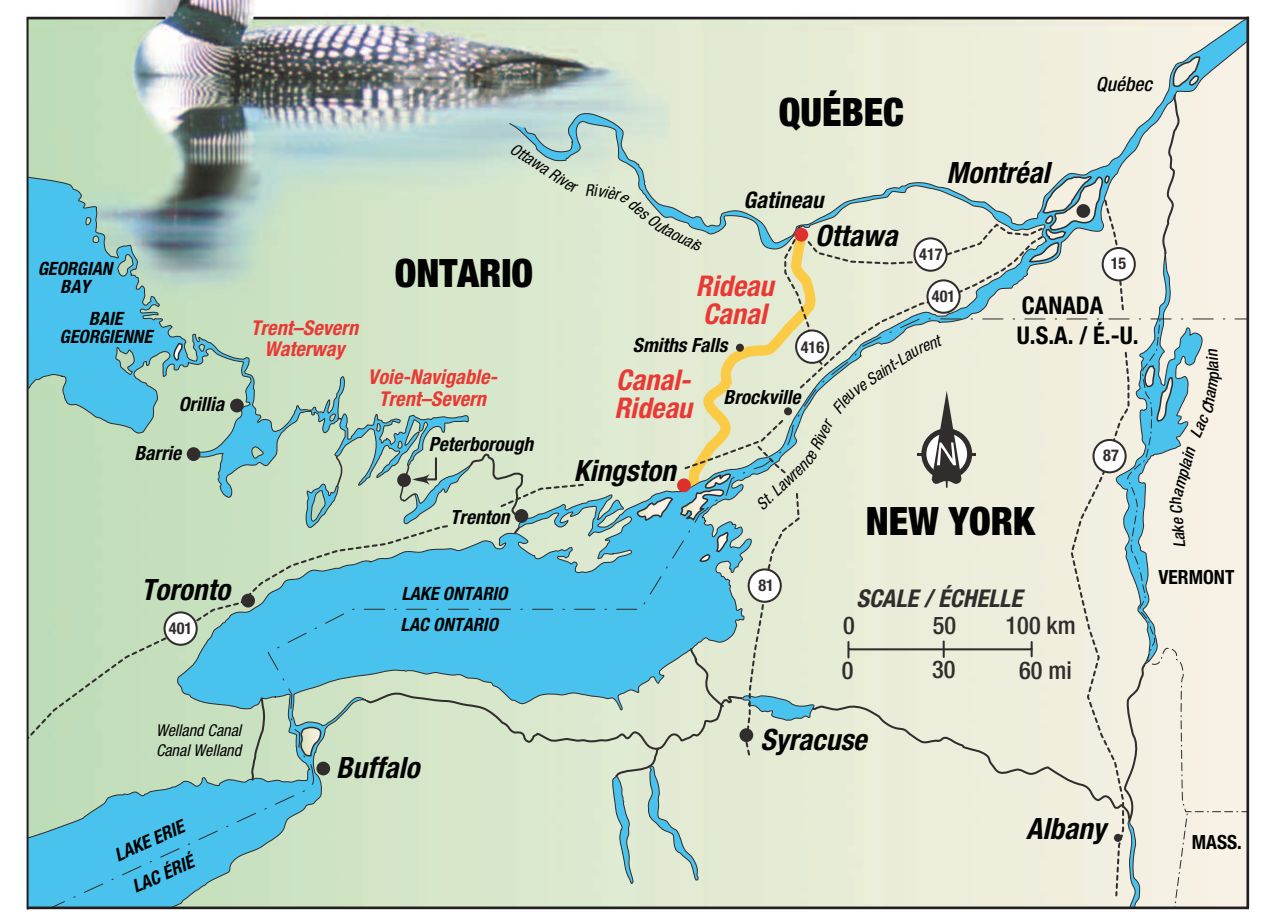 Québec
QUÉBEC
Montréal
Ottawa River Rivière des Outaouais
Gatineau
Ottawa
417
15
GEORGIAN
BAY
BAIE
GEORGIENNE
ONTARIO
Rideau
Canal
401
CANADA
U.S.A. / É.-U.
Trent–Severn
Waterway
Smiths Falls
416
Voie-Navigable-
Trent–Severn
Canal-
Rideau
Brockville
St. Lawrence River Fleuve Saint-Laurent
Lake Champlain Lac Champlain
Orillia
Barrie
Peterborough
87
Kingston
N
Trenton
NEW YORK
Toronto
401
LAKE ONTARIO
LAC ONTARIO
81
VERMONT
SCALE / ÉCHELLE
0 50 100 km
0 30 60 mi
Welland Canal
Canal Welland
Syracuse
Buffalo
LAKE ERIE
LAC ÉRIÉ
Albany
MASS.